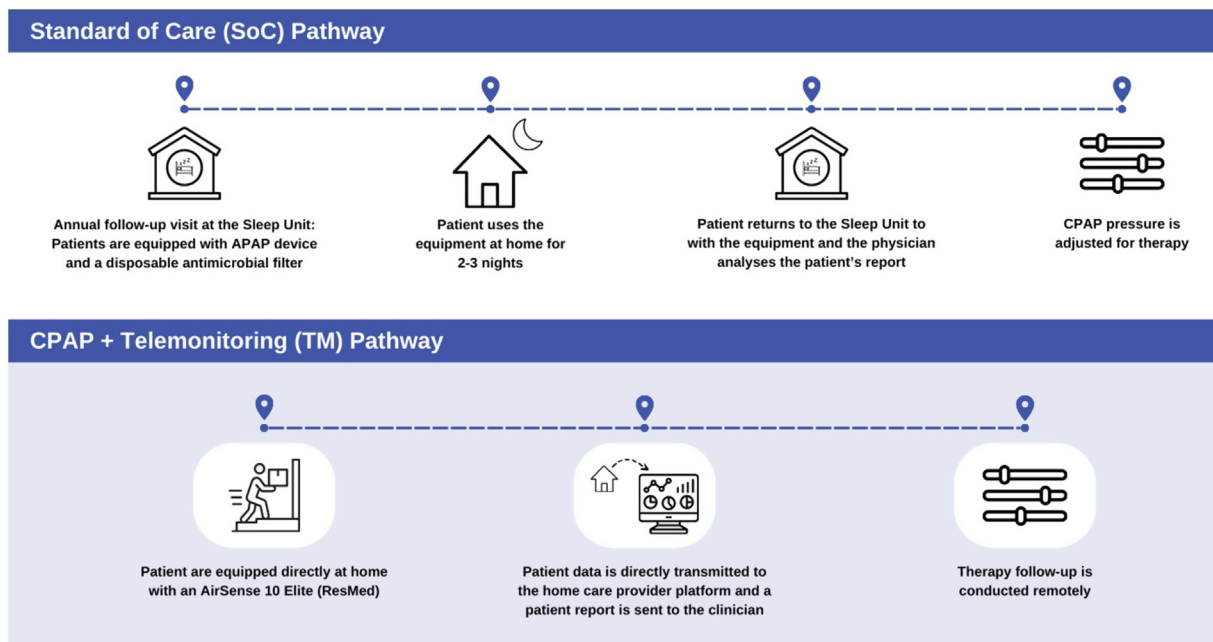 Standard of Care (SoC) Pathway
Annual follow-up visit at the Sleep Unit:
Patients are equipped with APAP device
and a disposable antimicrobial filter
Patient uses the
equipment at home for
2-3 nights
Patient returns to the Sleep Unit to
with the equipment and the physician
analyses the patient's report
CPAP pressure is
adjusted for therapy
CPAP + Telemonitoring (TM) Pathway
Patient are equipped directly at home
with an AirSense 10 Elite (ResMed)
Patient data is directly transmitted to
the home care provider platform and a
patient report is sent to the clinician
Therapy follow-up is
conducted remotely